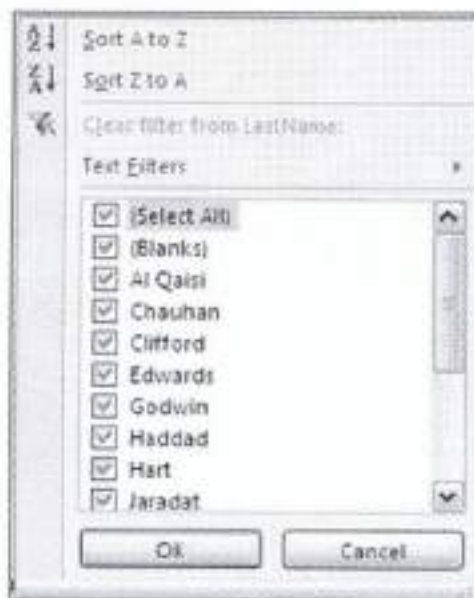 Sort A to Z
Sort Z to A
Clear filter from LastName:
Text Filters
(Select All)
(Blanks)
Al Qaisi
Chauhan
Clifford
Edwards
Godwin
Haddad
Hart
Jaradat
OK
Cancel